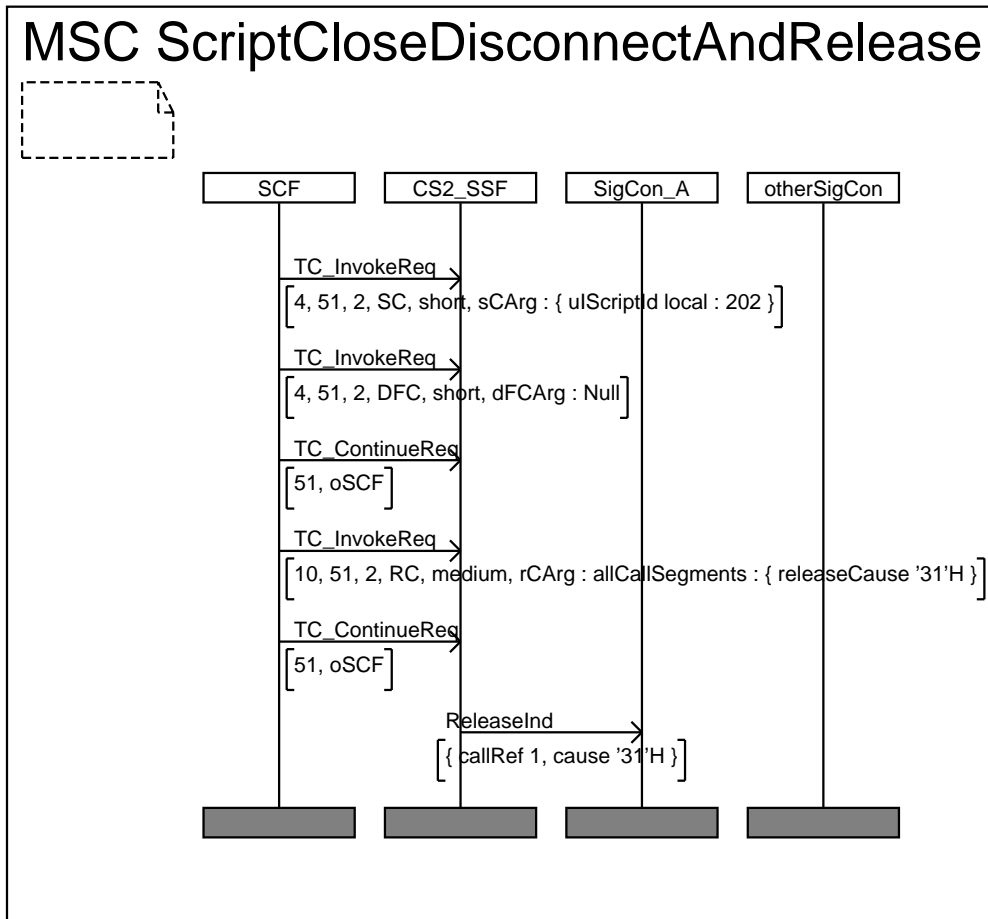 MSC ScriptCloseDisconnectAndRelease
SCF CS2_SSF SigCon_A otherSigCon
TC_InvokeReq
4, 51, 2, SC, short, sCArg : { uIScriptId local : 202 }
TC_InvokeReq
4, 51, 2, DFC, short, dFCArg : Null
TC_ContinueReq
51, oSCF
TC_InvokeReq
10, 51, 2, RC, medium, rCArg : allCallSegments : { releaseCause '31'H }
TC_ContinueReq
51, oSCF
ReleaseInd
{ callRef 1, cause '31'H }